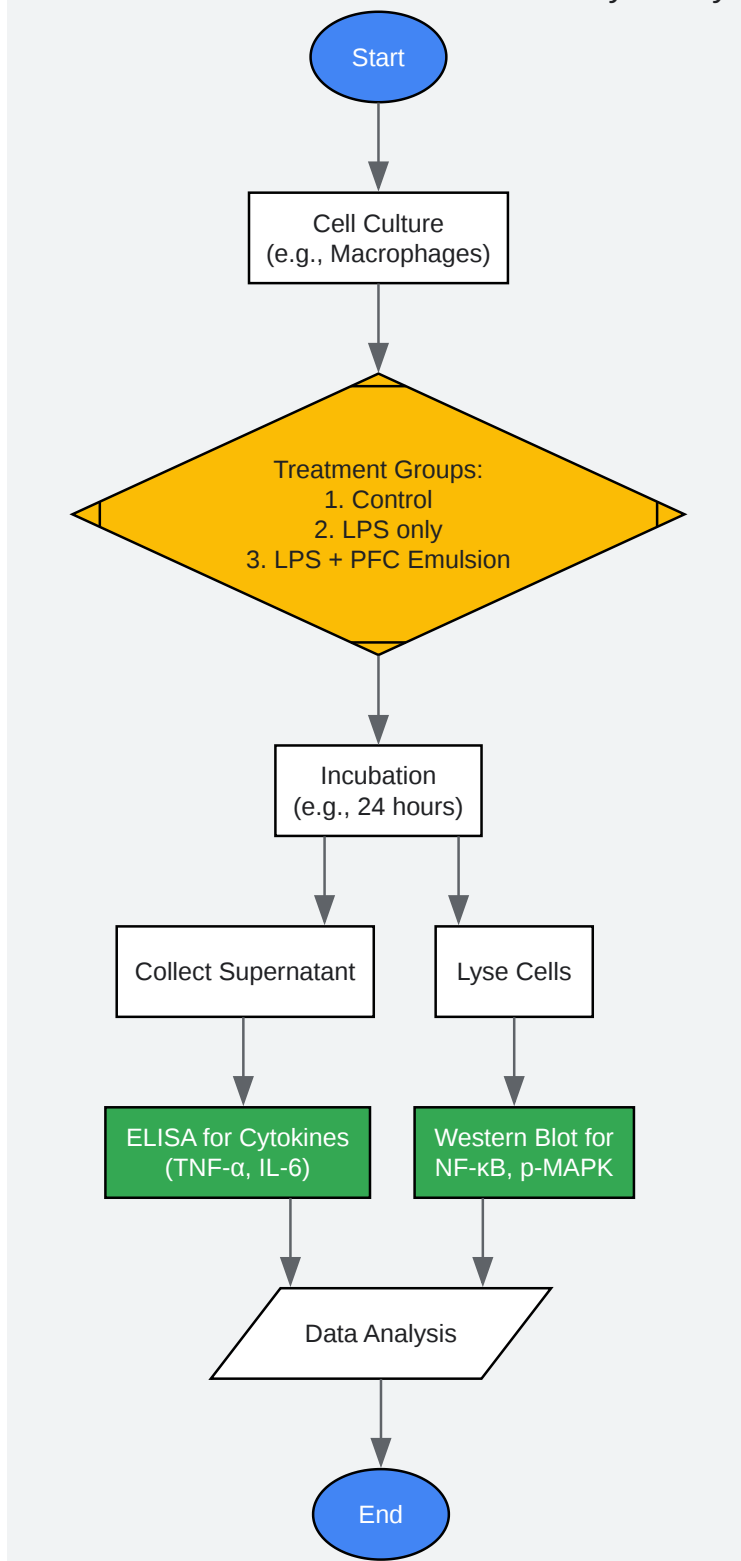 Start
Cell Culture
(e.g., Macrophages)
Treatment Groups:
1. Control
2. LPS only
3. LPS + PFC Emulsion
Incubation
(e.g., 24 hours)
Collect Supernatant
Lyse Cells
ELISA for Cytokines
(TNF-α, IL-6)
Western Blot for
NF-κB, p-MAPK
Data Analysis
End